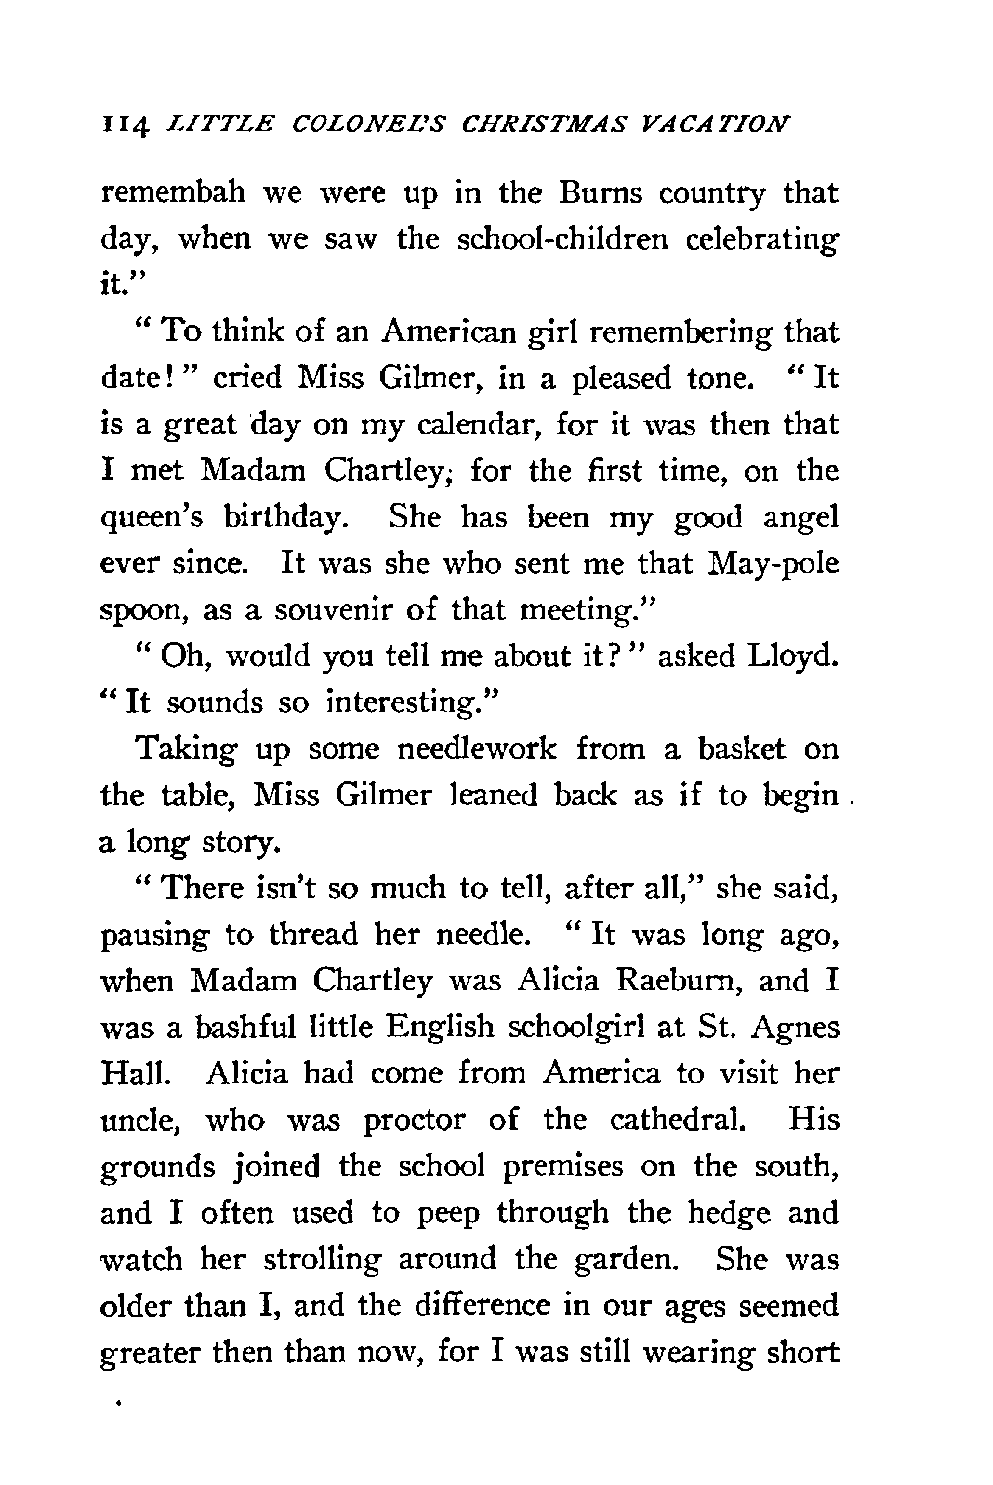 114 LITTLE COLONEL'S CHRISTMAS VACATION
remembah we were up in the Burns country that
day, when we saw the school-children celebrating
it."
" To think of an American girl remembering that
date! " cried Miss Gilmer, in a pleased tone. " It
is a great day on my calendar, for it was then that
I met Madam Chartley; for the first time, on the
queen's birthday. She has been my good angel
ever since. It was she who sent me that May-pole
spoon, as a souvenir of that meeting."
" Oh, would you tell me about it? " asked Lloyd.
" It sounds so interesting."
Taking up some needlework from a basket on
the table, Miss Gilmer leaned back as if to begin
a long story.
" There isn't so much to tell, after all," she said,
pausing to thread her needle. " It was long ago,
when Madam Chartley was Alicia Raeburn, and I
was a bashful little English schoolgirl at St. Agnes
Hall. Alicia had come from America to visit her
uncle, who was proctor of the cathedral. His
grounds joined the school premises on the south,
and I often used to peep through the hedge and
watch her strolling around the garden. She was
older than I, and the difference in our ages seemed
greater then than now, for I was still wearing short